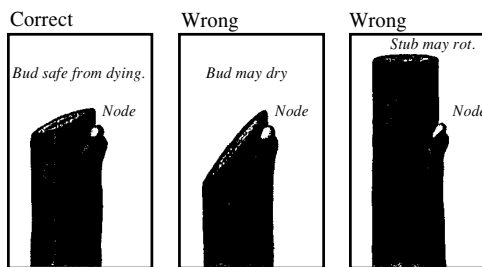 Correct
Wrong
Wrong
Bud safe from dying.
Bud may dry
Stub may rot.
Node
Node
Node